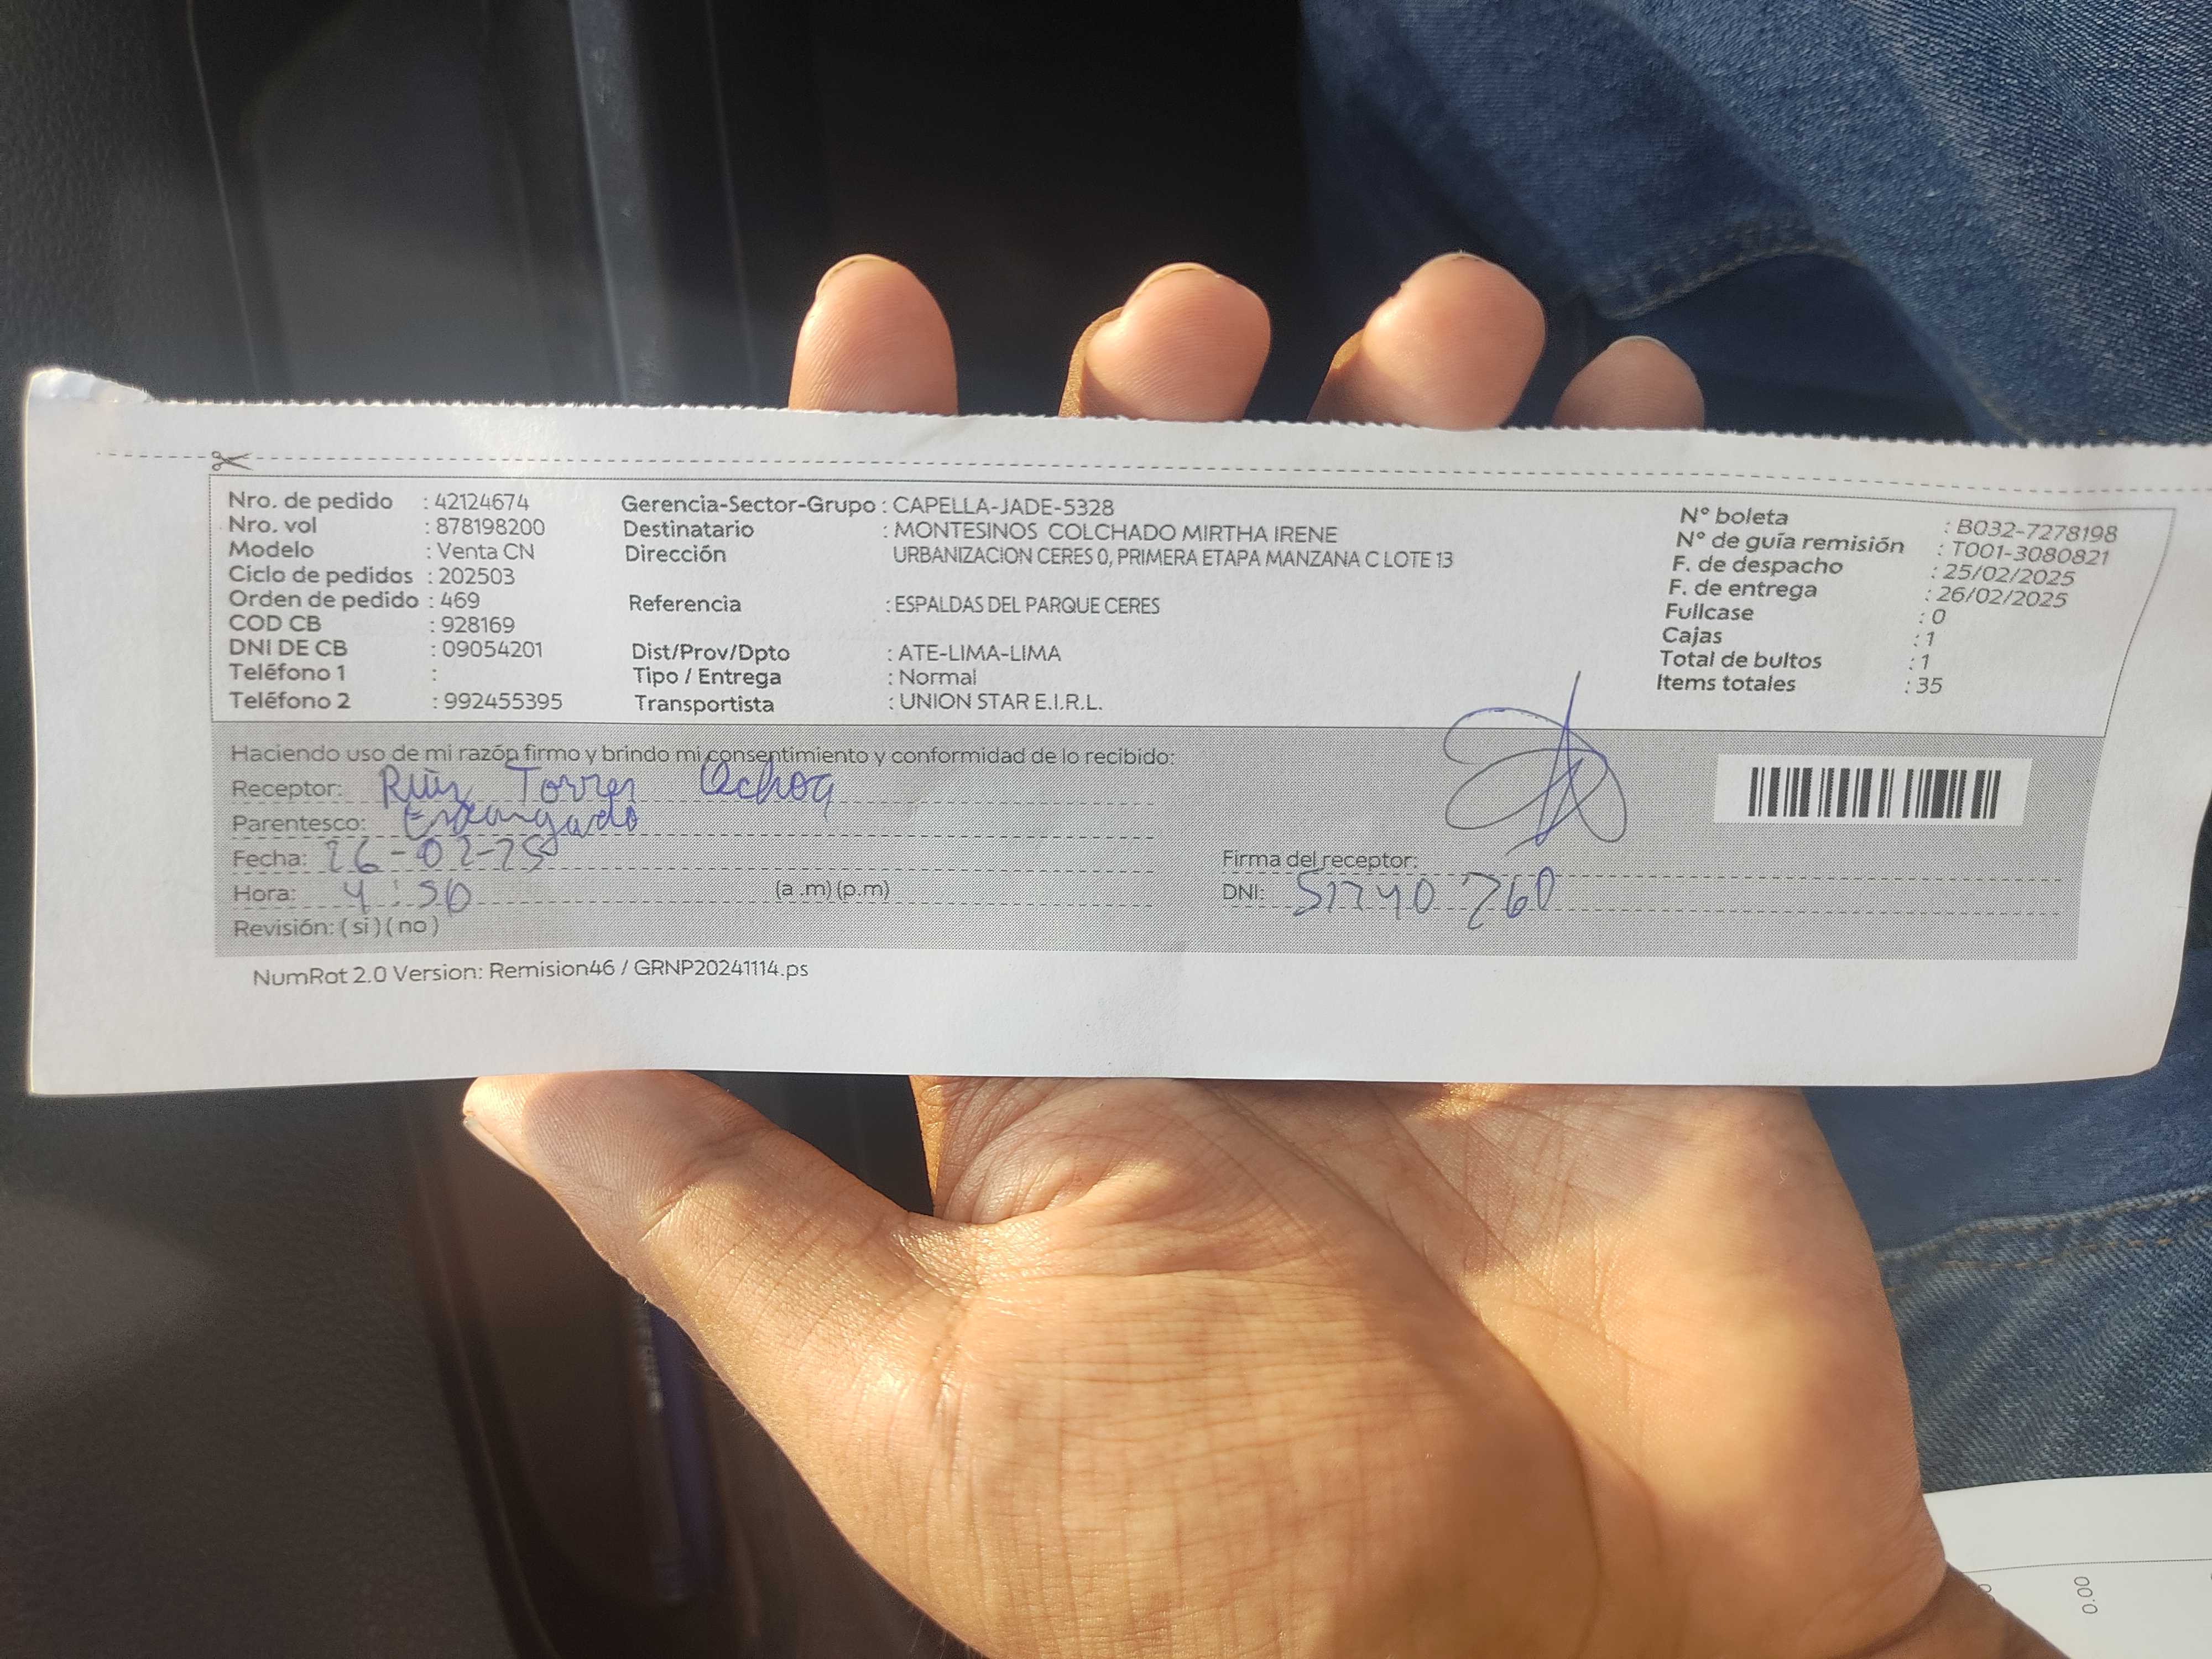 Nro. de pedido : 42124674
Nro. vol : 878198200
Modelo : Venta CN
Ciclo de pedidos : 202503
Orden de pedido : 469
COD CB : 928169
DNI DE CB : 09054201
Teléfono 1 :
Teléfono 2 : 992455395
Gerencia-Sector-Grupo : CAPELLA-JADE-5328
Destinatario : MONTESINOS COLCHADO MIRTHA IRENE
Dirección URBANIZACION CERES 0, PRIMERA ETAPA MANZANA C LOTE 13
Referencia : ESPALDAS DEL PARQUE CERES
Dist/Prov/Dpto : ATE-LIMA-LIMA
Tipo / Entrega : Normal
Transportista : UNION STAR E.I.R.L.
N° boleta : B032-7278198
N° de guía remisión : T001-3080821
F. de despacho : 25/02/2025
F. de entrega : 26/02/2025
Fullcase : 0
Cajas : 1
Total de bultos : 1
Items totales : 35
Haciendo uso de mi razón firmo y brindo mi consentimiento y conformidad de lo recibido:
Receptor: Torres Ochoa
Parentesco: Encargado
Fecha: 26-02-25
Hora: 4:50 (a .m) (p.m)
Revisión: ( si ) ( no )
Firma del receptor:
DNI:
NumRot 2.0 Version: Remision46 / GRNP20241114.ps
0.00